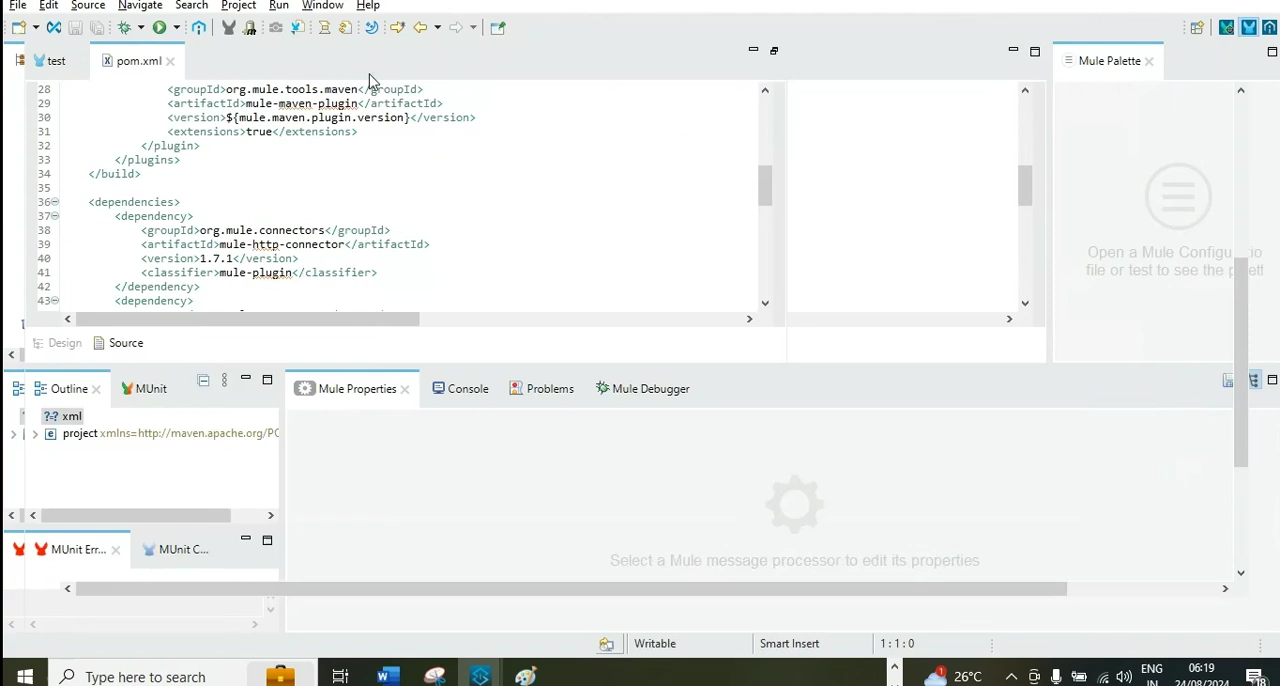 File Edit Source Navigate Search Project Run Window Help
test pom.xml Mule Palette
28 <groupId>org.mule.tools.maven</groupId>
29 <artifactId>mule-maven-plugin</artifactId>
30 <version>${mule.maven.plugin.version}</version>
31 <extensions>true</extensions>
32 </plugin>
33 </plugins>
34 </build>
35
36 <dependencies>
37 <dependency>
38 <groupId>org.mule.connectors</groupId>
39 <artifactId>mule-http-connector</artifactId>
40 <version>1.7.1</version>
41 <classifier>mule-plugin</classifier>
42 </dependency>
43 <dependency>
Open a Mule Configu tio
file or test to see the p ett
Design Source
Outline MUnit
Mule Properties Console Problems Mule Debugger
?=? xml
e project xmlns=http://maven.apache.org/PO
MUnit Err... MUnit C...
Select a Mule message processor to edit its properties
Writable Smart Insert 1:1:0
Type here to search
26°C
ENG
IN
06:19
24/08/2024
18